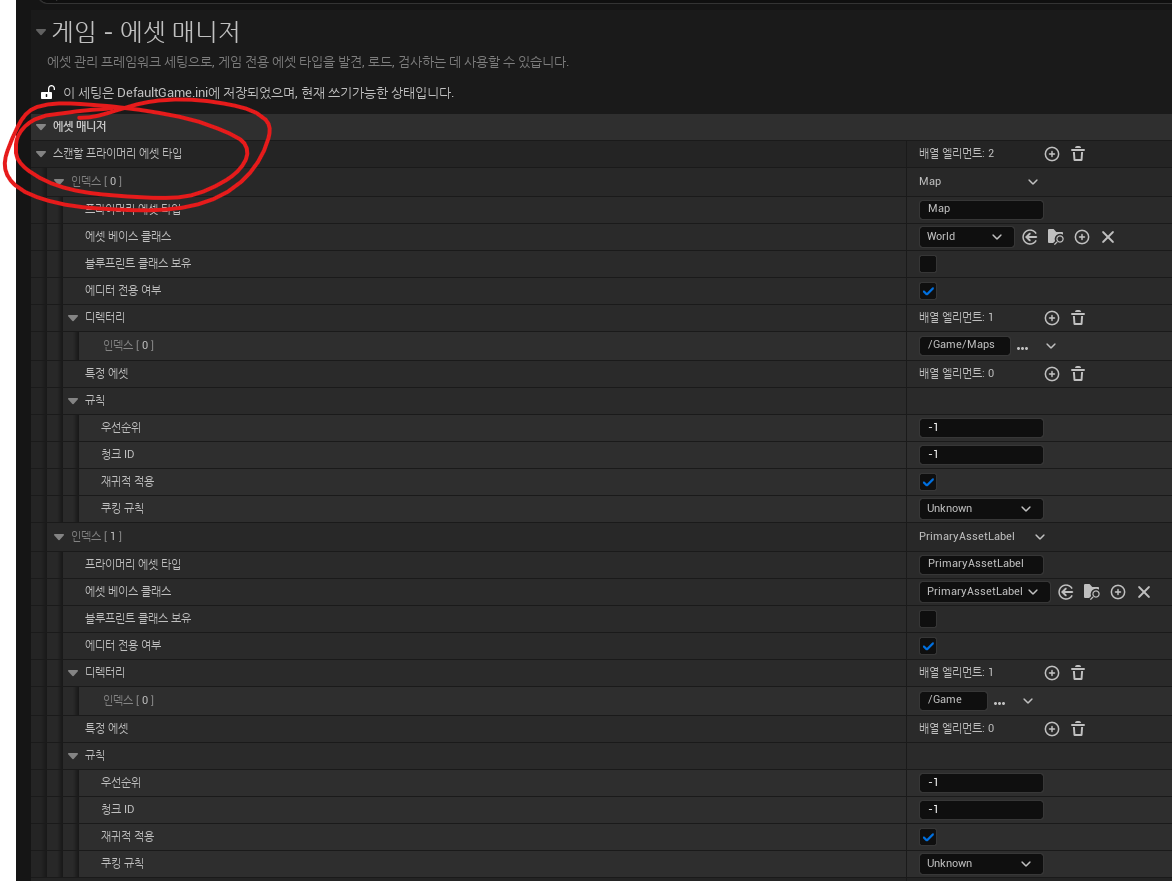 게임 - 에셋 매니저
에셋 관리 프레임워크 세팅으로, 게임 전용 에셋 타입을 발견, 로드, 검사하는 데 사용할 수 있습니다.
이 세팅은 DefaultGame.ini에 저장되었으며, 현재 쓰기가능한 상태입니다.
에셋 매니저
스캔할 프라이머리 에셋 타입 배열 엘리먼트: 2
인덱스 [ 0 ] Map
프라이머리 에셋 타입 Map
에셋 베이스 클래스 World
블루프린트 클래스 보유
에디터 전용 여부
디렉터리 배열 엘리먼트: 1
인덱스 [ 0 ] /Game/Maps
특정 에셋 배열 엘리먼트: 0
규칙
우선순위 -1
청크 ID -1
재귀적 적용
쿠킹 규칙 Unknown
인덱스 [ 1 ] PrimaryAssetLabel
프라이머리 에셋 타입 PrimaryAssetLabel
에셋 베이스 클래스 PrimaryAssetLabel
블루프린트 클래스 보유
에디터 전용 여부
디렉터리 배열 엘리먼트: 1
인덱스 [ 0 ] /Game
특정 에셋 배열 엘리먼트: 0
규칙
우선순위 -1
청크 ID -1
재귀적 적용
쿠킹 규칙 Unknown